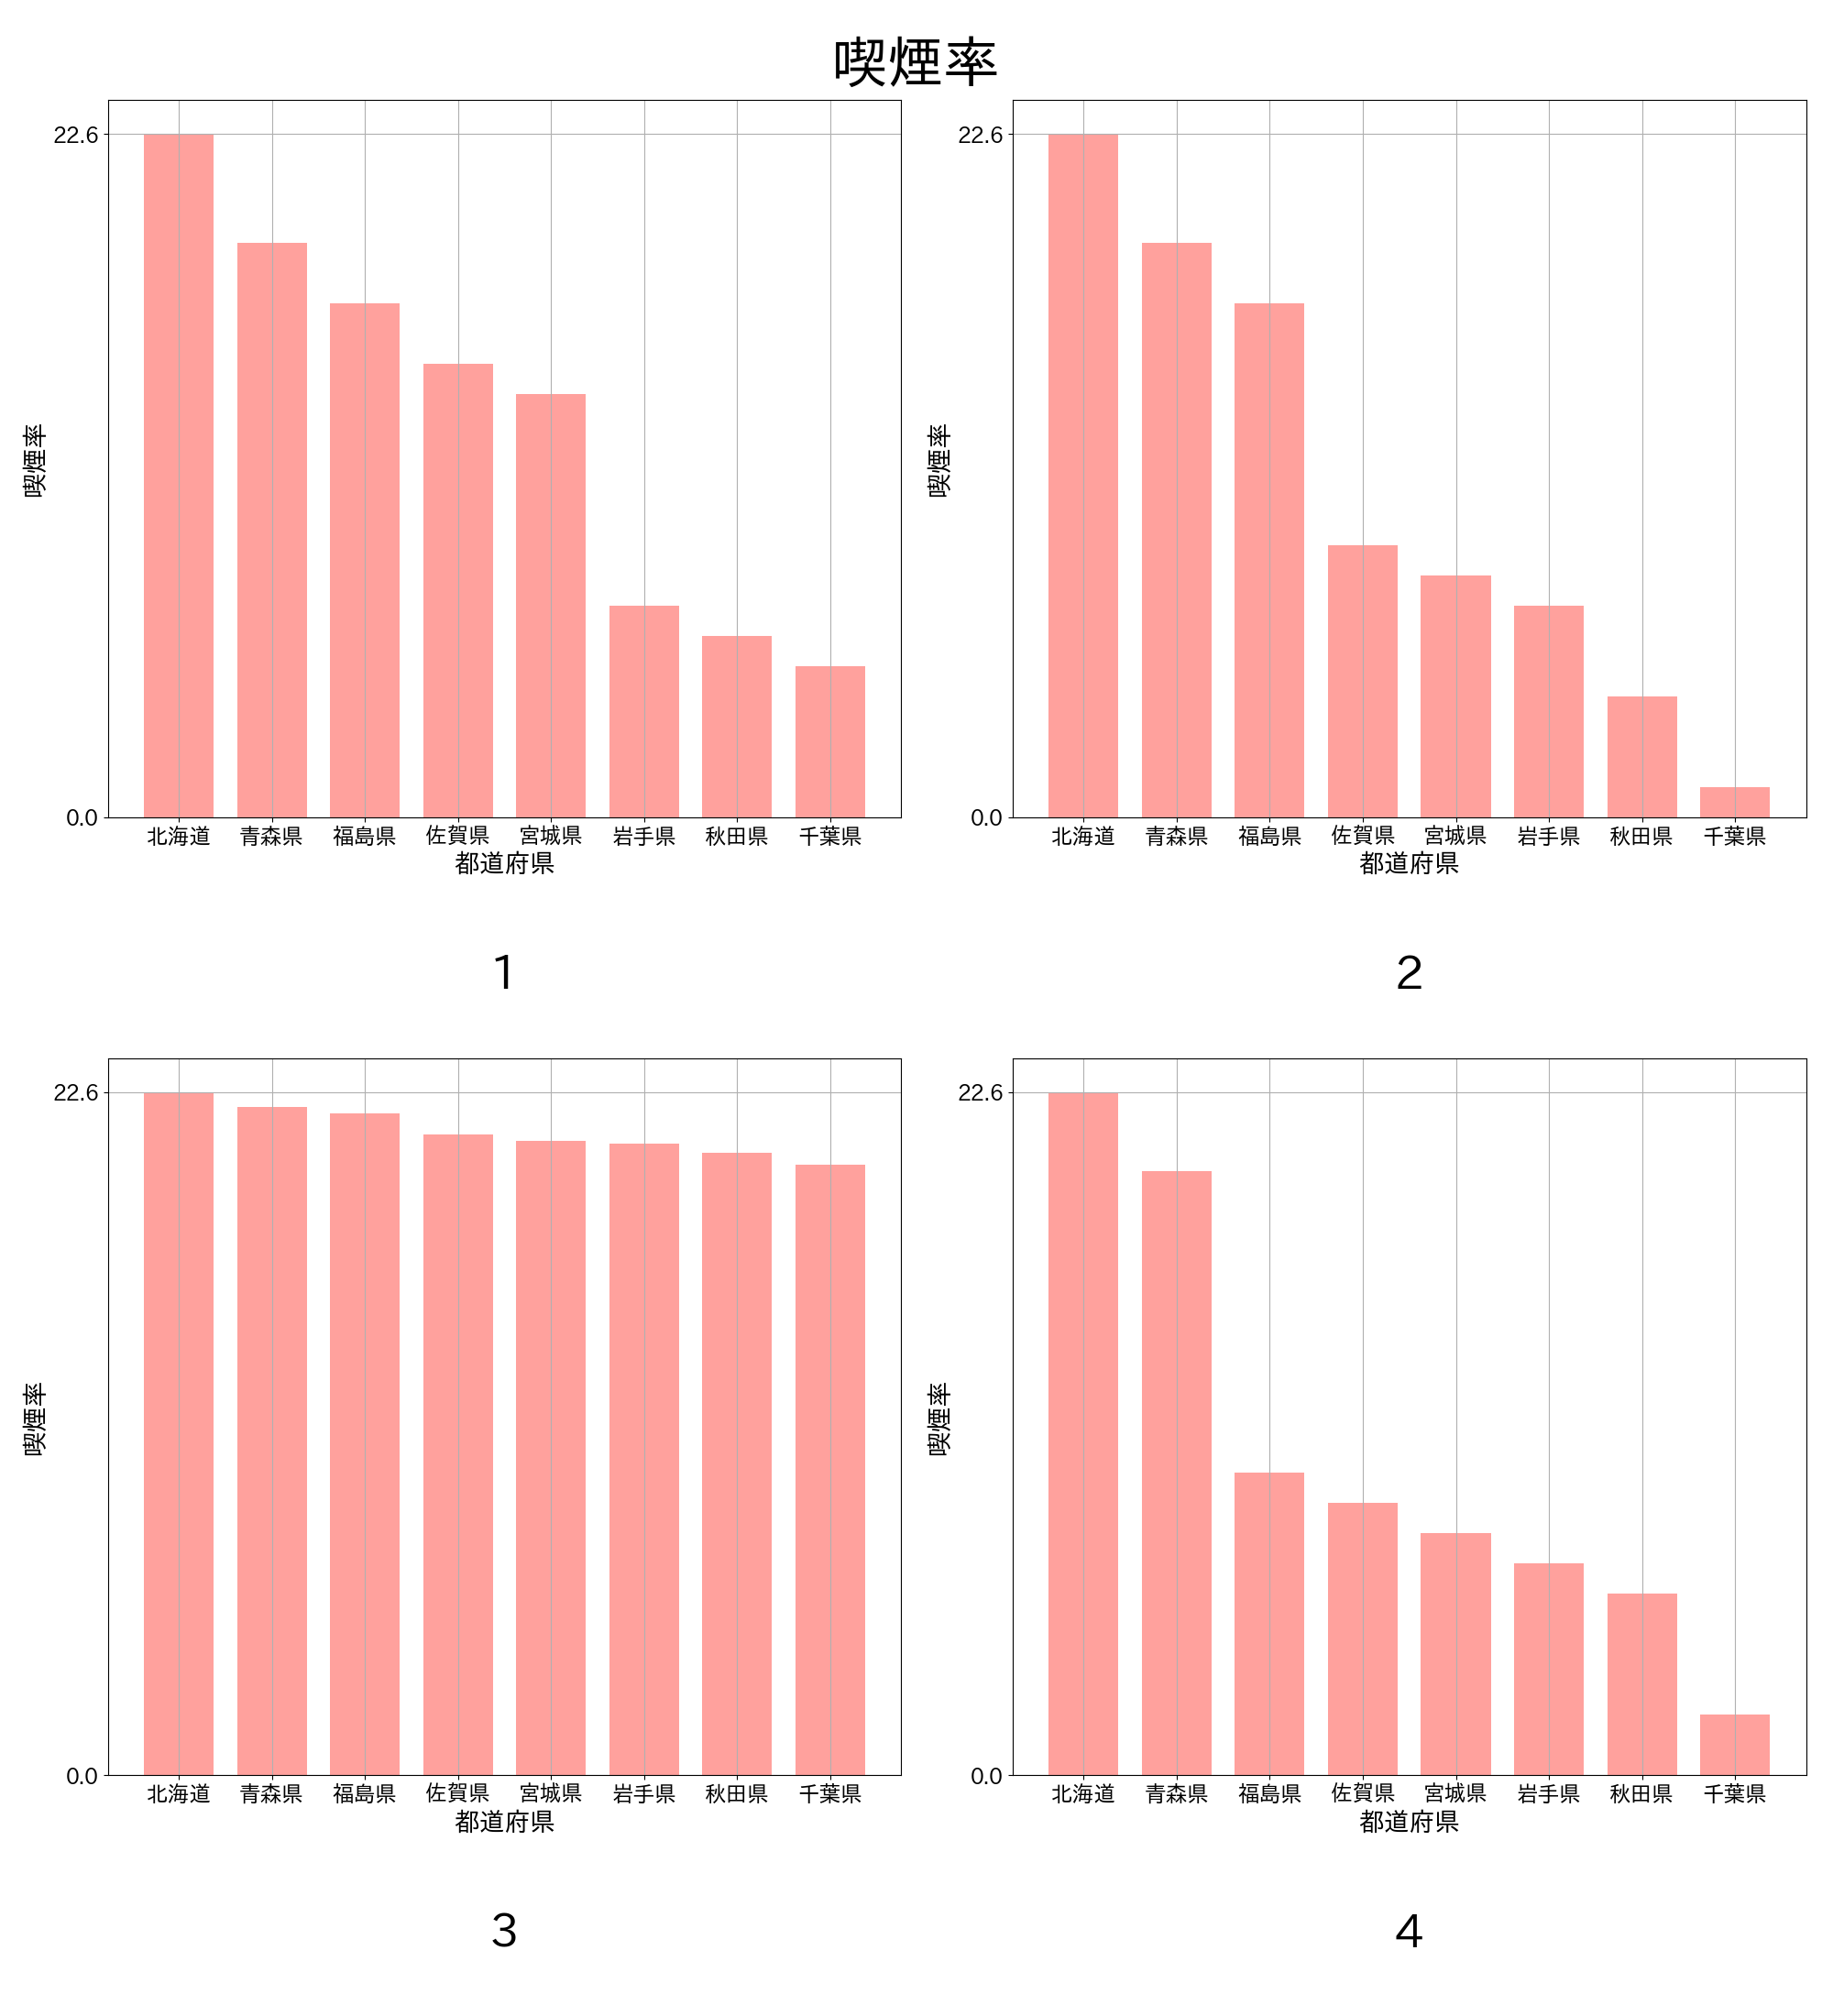 喫煙率
22.6
0.0
喫煙率
北海道 青森県 福島県 佐賀県 宮城県 岩手県 秋田県 千葉県
都道府県
1
22.6
0.0
喫煙率
北海道 青森県 福島県 佐賀県 宮城県 岩手県 秋田県 千葉県
都道府県
2
22.6
0.0
喫煙率
北海道 青森県 福島県 佐賀県 宮城県 岩手県 秋田県 千葉県
都道府県
3
22.6
0.0
喫煙率
北海道 青森県 福島県 佐賀県 宮城県 岩手県 秋田県 千葉県
都道府県
4